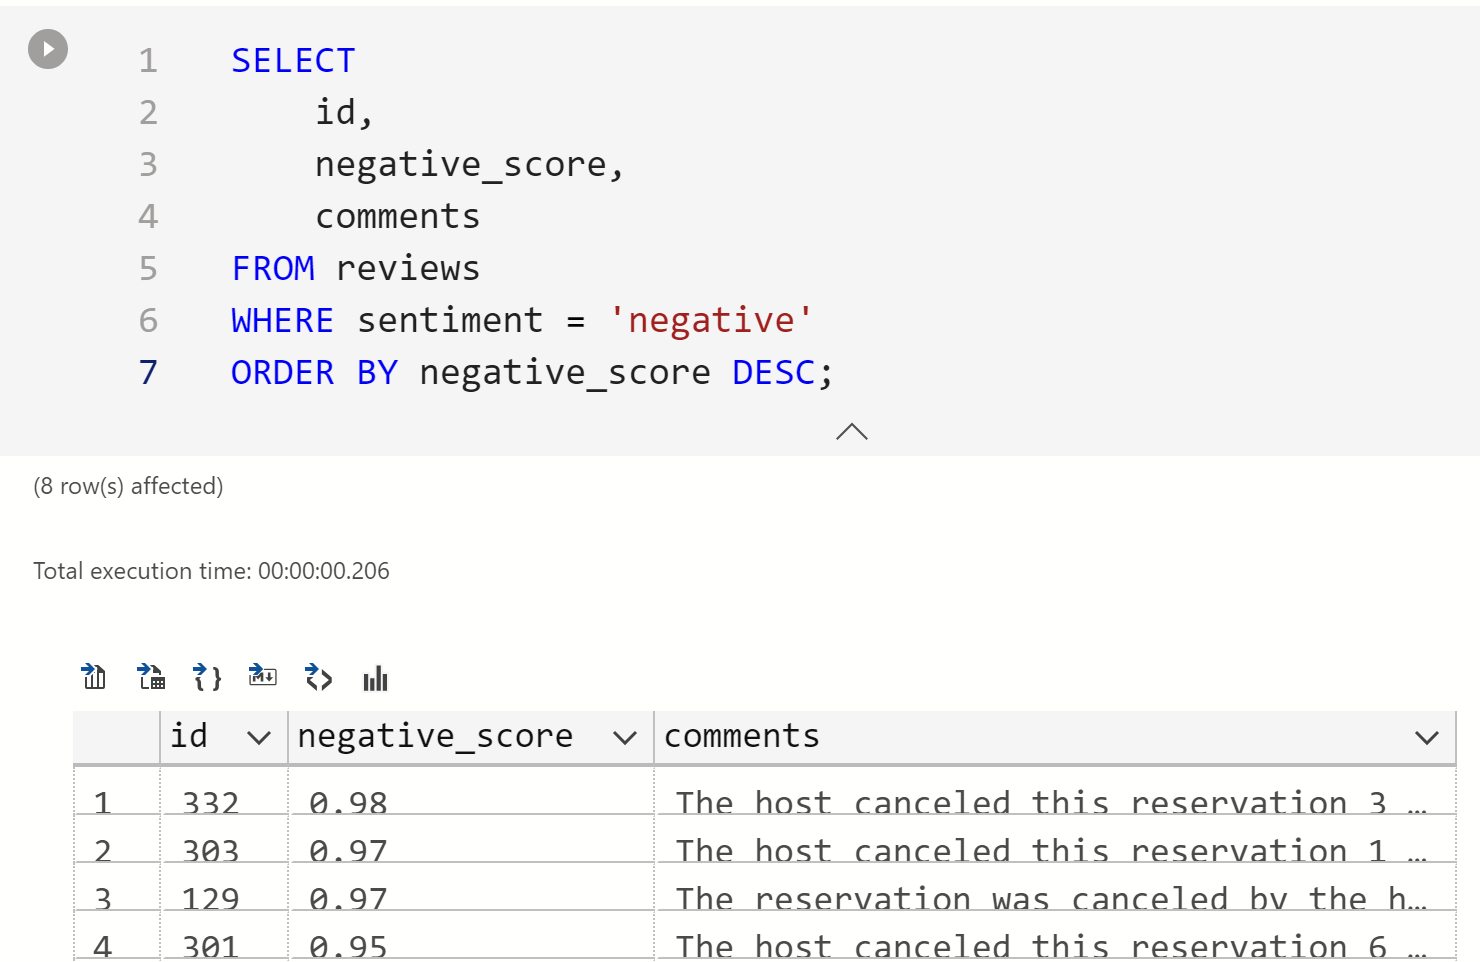 1 SELECT
2 id,
3 negative_score,
4 comments
5 FROM reviews
6 WHERE sentiment = 'negative'
7 ORDER BY negative_score DESC;
(8 row(s) affected)
Total execution time: 00:00:00.206
id negative_score comments
1 332 0.98 The host canceled this reservation 3 …
2 303 0.97 The host canceled this reservation 1 …
3 129 0.97 The reservation was canceled by the h…
4 301 0.95 The host canceled this reservation 6 …